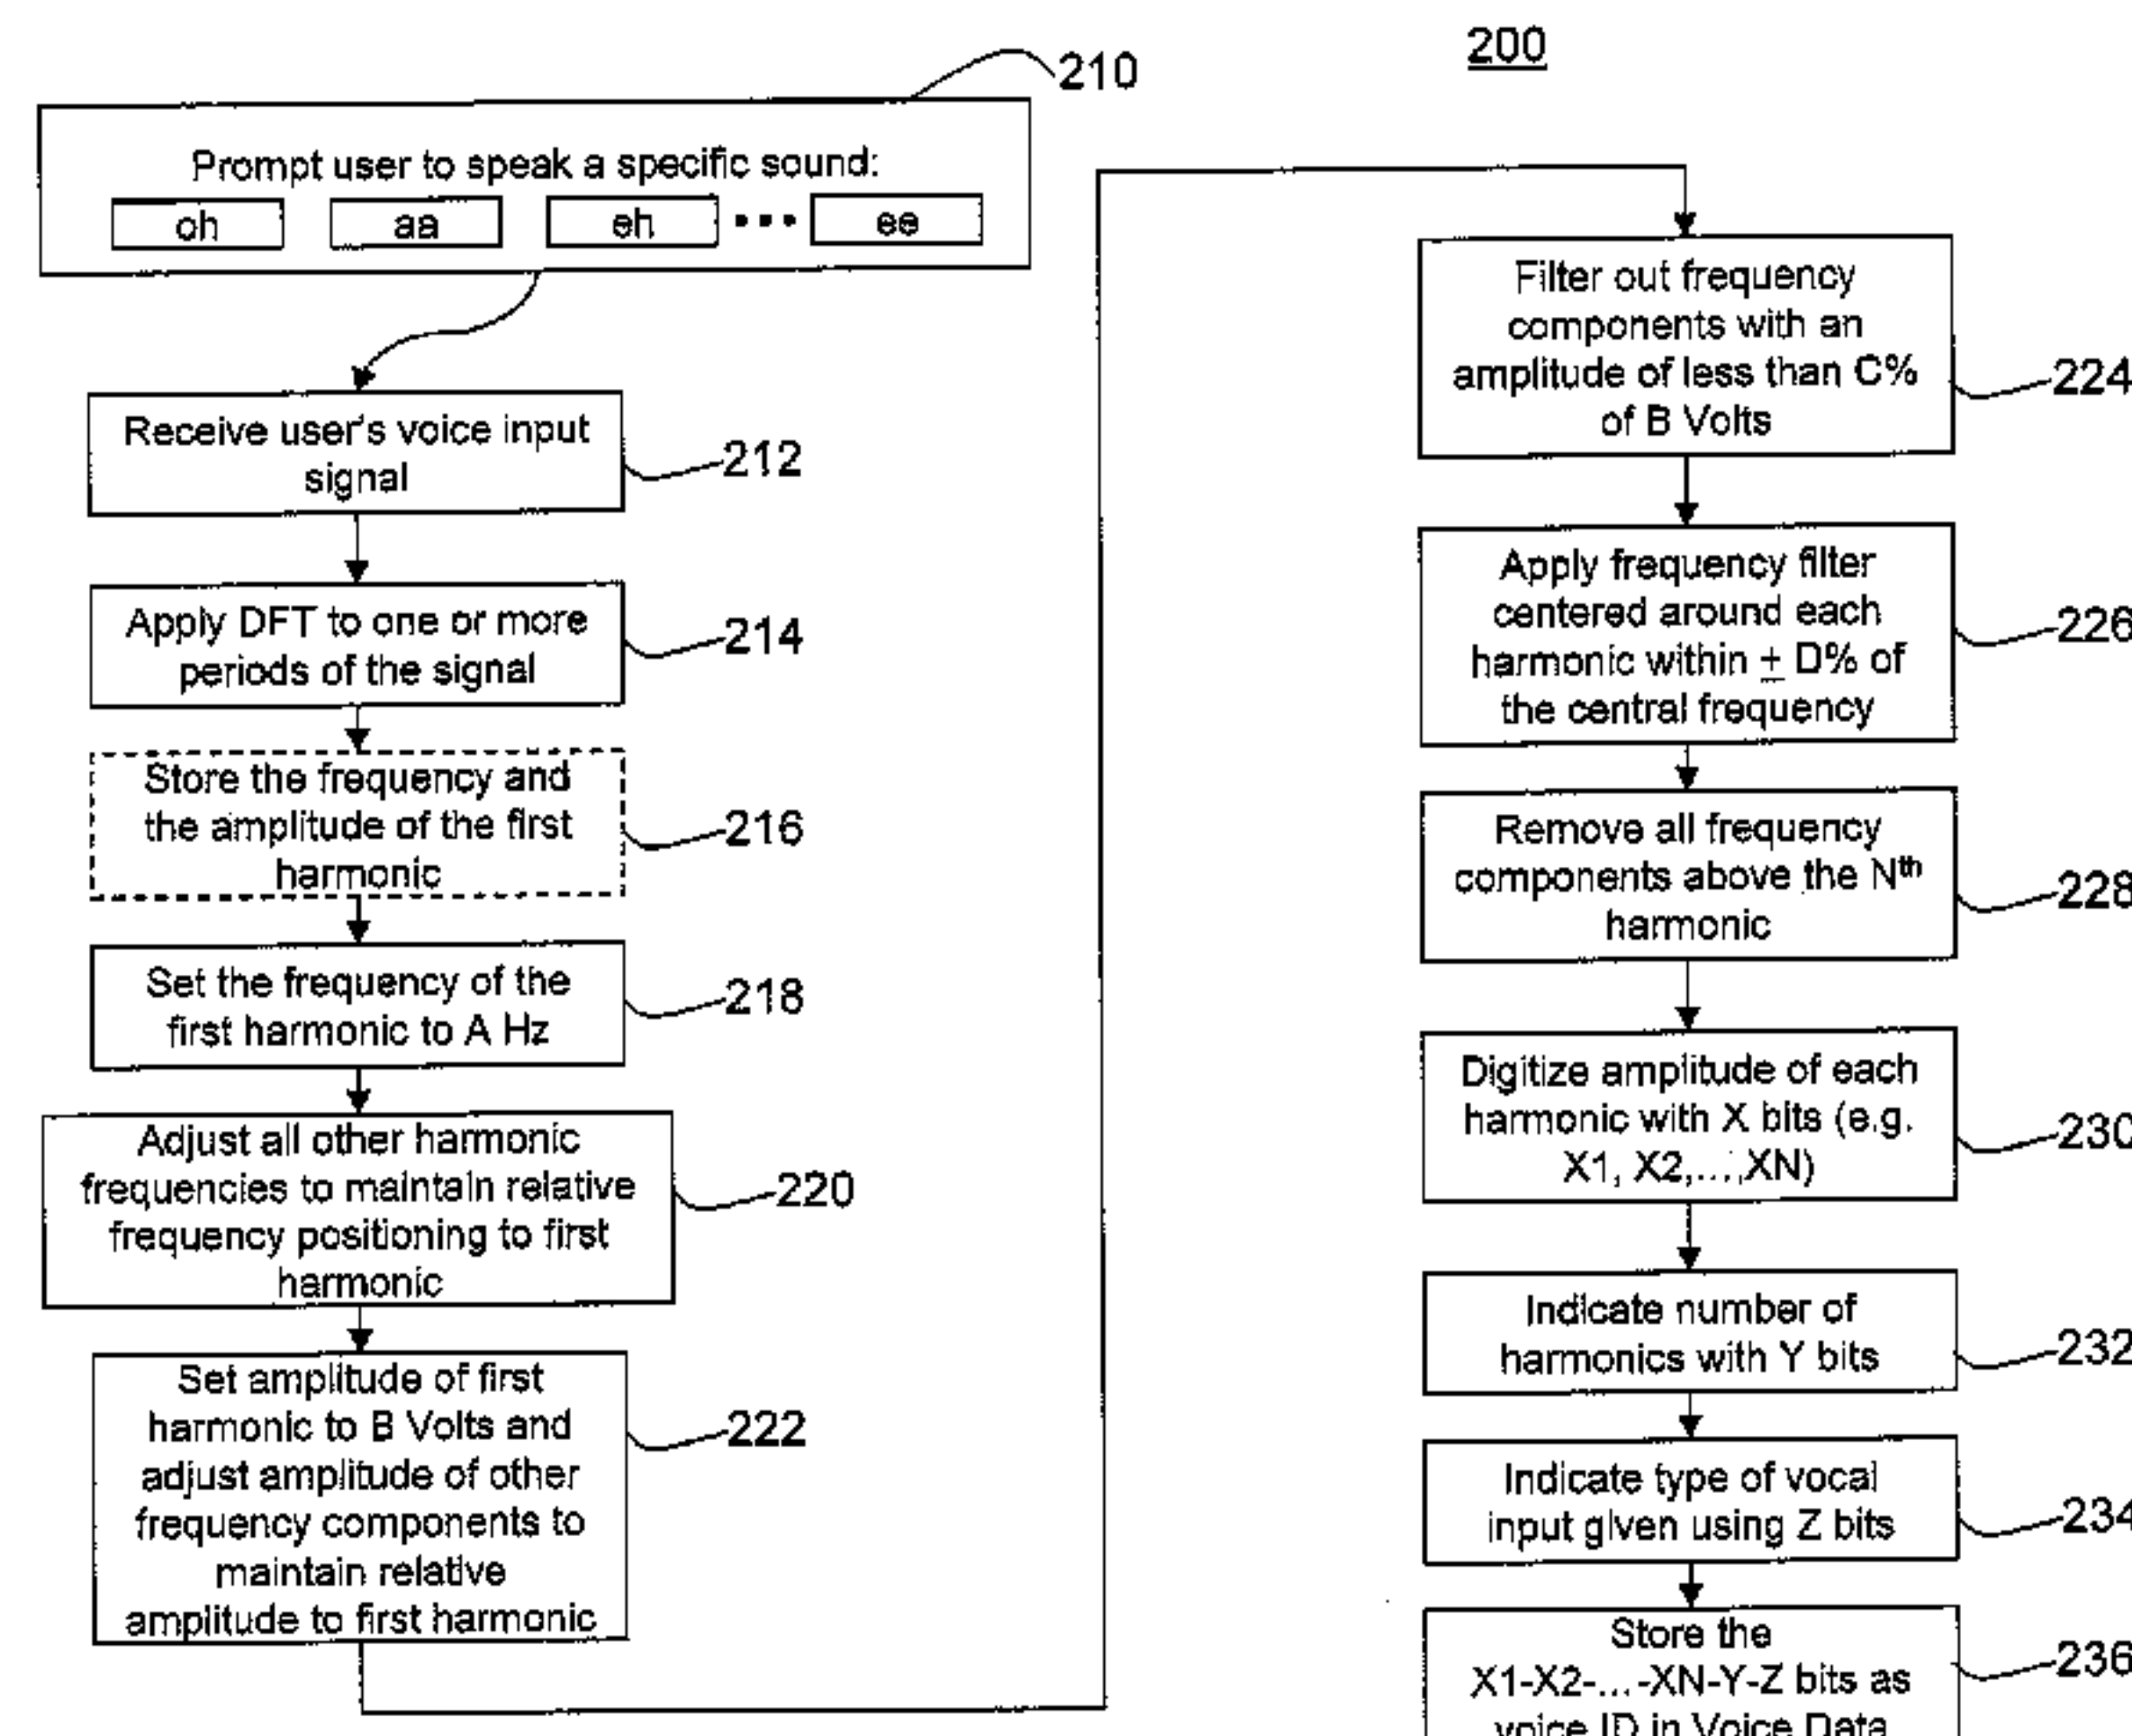 200
210
Prompt user to speak a specific sound:
oh aa eh ••• ee
Receive user's voice input
signal
212
Apply DFT to one or more
periods of the signal
214
Store the frequency and
the amplitude of the first
harmonic
216
Set the frequency of the
first harmonic to A Hz
218
Adjust all other harmonic
frequencies to maintain relative
frequency positioning to first
harmonic
220
Set amplitude of first
harmonic to B Volts and
adjust amplitude of other
frequency components to
maintain relative
amplitude to first harmonic
222
Filter out frequency
components with an
amplitude of less than C%
of B Volts
224
Apply frequency filter
centered around each
harmonic within ± D% of
the central frequency
226
Remove all frequency
components above the Nth
harmonic
228
Digitize amplitude of each
harmonic with X bits (e.g.
X1, X2,...,XN)
230
Indicate number of
harmonics with Y bits
232
Indicate type of vocal
input given using Z bits
234
Store the
X1-X2-...-XN-Y-Z bits as
voice ID in Voice Data
236